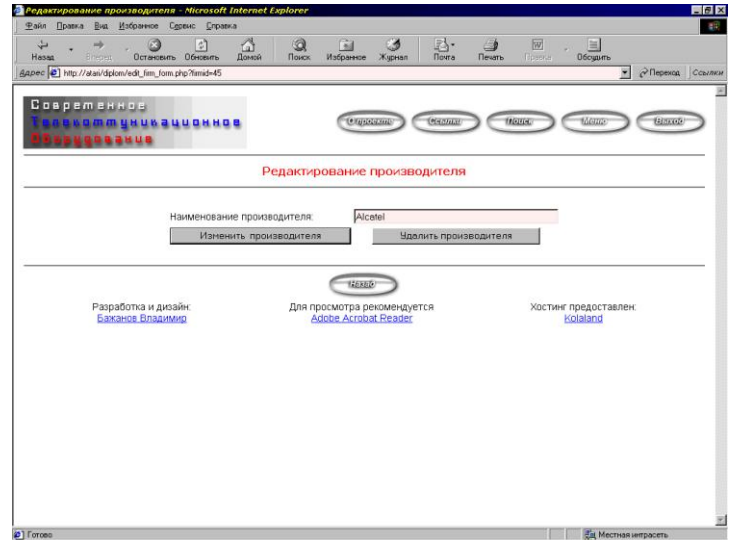 Редактирование производителя - Microsoft Internet Explorer
Файл Правка Вид Избранное Сервис Справка
Назад Вперед Остановить Обновить Домой Поиск Избранное Журнал Почта Печать Правка Обсудить
Адрес http://atari/diplom/edit_firm_form.php?firmid=45 Переход Ссылки
Современное
Телекоммуникационное
Оборудование
О проекте Ссылки Поиск Меню Выход
Редактирование производителя
Наименование производителя: Alcatel
Изменить производителя Удалить производителя
Назад
Разработка и дизайн: Для просмотра рекомендуется Хостинг предоставлен:
Бажанов Владимир Adobe Acrobat Reader Kolaland
Готово Местная интрасеть